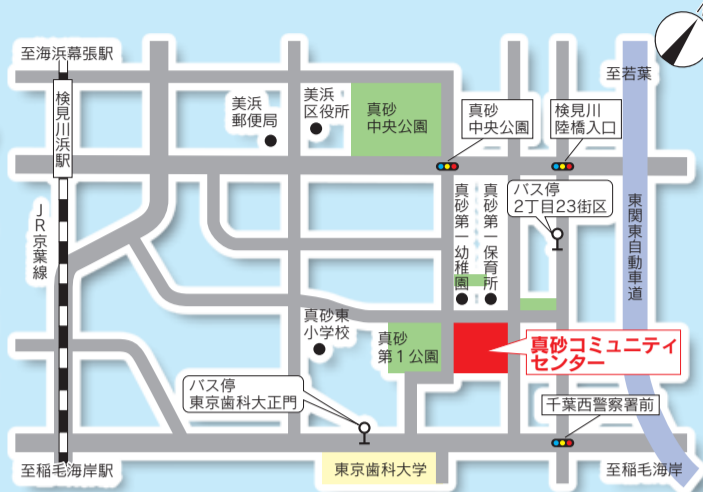 至海浜幕張駅
検見川浜駅
美浜
郵便局
美浜
区役所
真砂
中央公園
真砂
中央公園
検見川
陸橋入口
至若葉
バス停
2丁目23街区
真砂第一幼稚園
真砂第一保育所
東関東自動車道
JR京葉線
真砂東
小学校
真砂
第1公園
真砂コミュニティ
センター
バス停
東京歯科大正門
千葉西警察署前
至稲毛海岸駅
東京歯科大学
至稲毛海岸